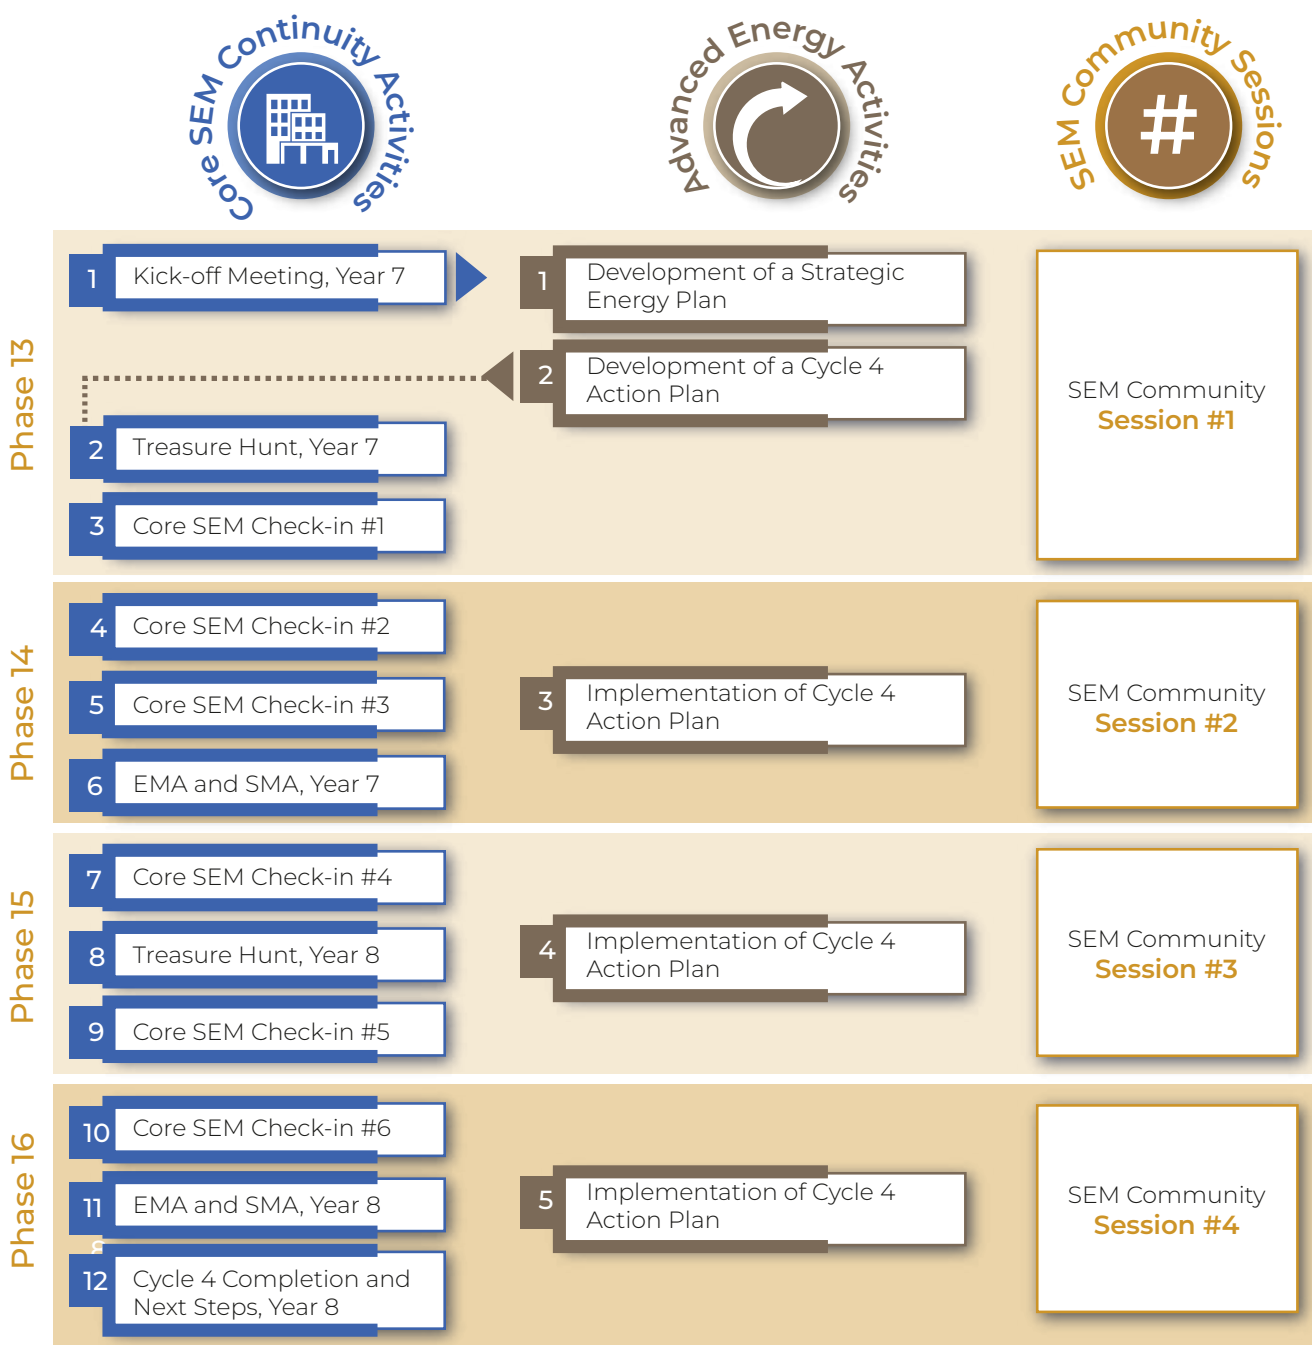 Core SEM Continuity Activities
Advanced Energy Activities
SEM Community Sessions
#
Phase 13
1
Kick-off Meeting, Year 7
1
Development of a Strategic
Energy Plan
2
Development of a Cycle 4
Action Plan
2
Treasure Hunt, Year 7
3
Core SEM Check-in #1
SEM Community
Session #1
Phase 14
4
Core SEM Check-in #2
5
Core SEM Check-in #3
6
EMA and SMA, Year 7
3
Implementation of Cycle 4
Action Plan
SEM Community
Session #2
Phase 15
7
Core SEM Check-in #4
8
Treasure Hunt, Year 8
9
Core SEM Check-in #5
4
Implementation of Cycle 4
Action Plan
SEM Community
Session #3
Phase 16
10
Core SEM Check-in #6
11
EMA and SMA, Year 8
12
Cycle 4 Completion and
Next Steps, Year 8
5
Implementation of Cycle 4
Action Plan
SEM Community
Session #4